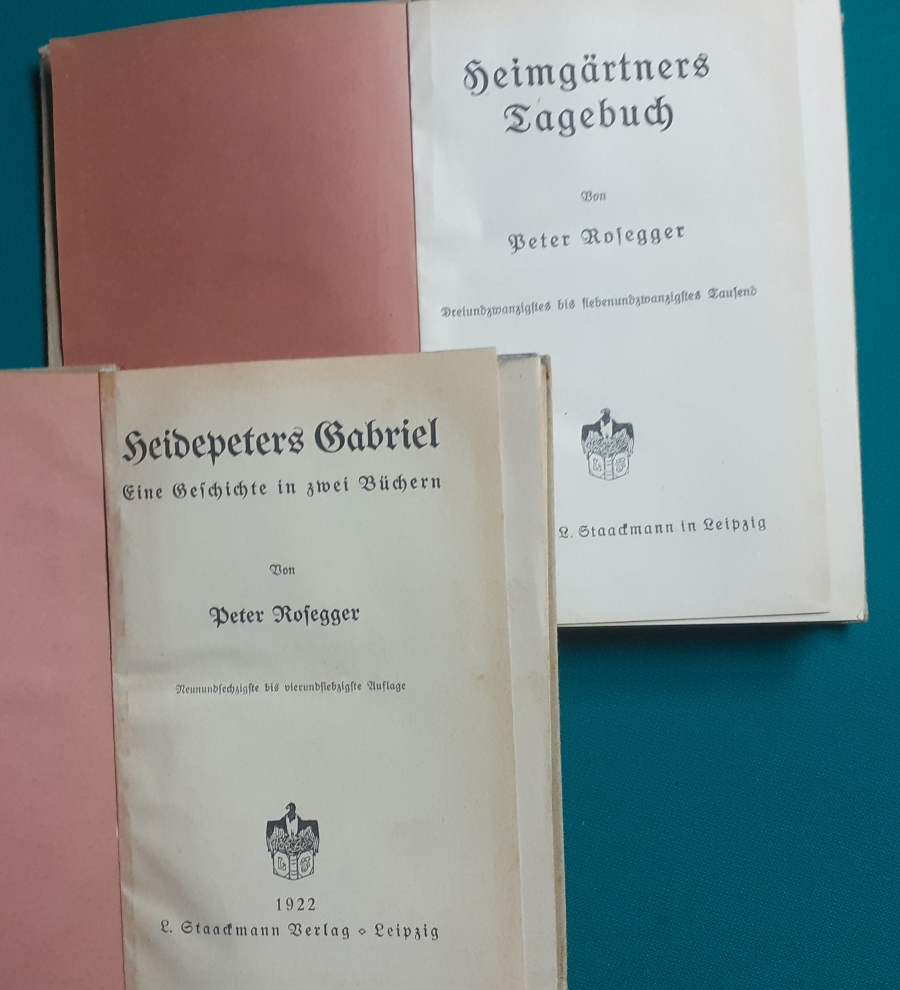 Heimgärtners
Tagebuch
Von
Peter Rosegger
Dreiundzwanzigstes bis siebenundzwanzigstes Tausend
L. Staackmann in Leipzig
Heidepeters Gabriel
Eine Geschichte in zwei Büchern
Von
Peter Rosegger
Neunundsechzigste bis vierundsiebzigste Auflage
L S
1922
L. Staackmann Verlag ⋄ Leipzig